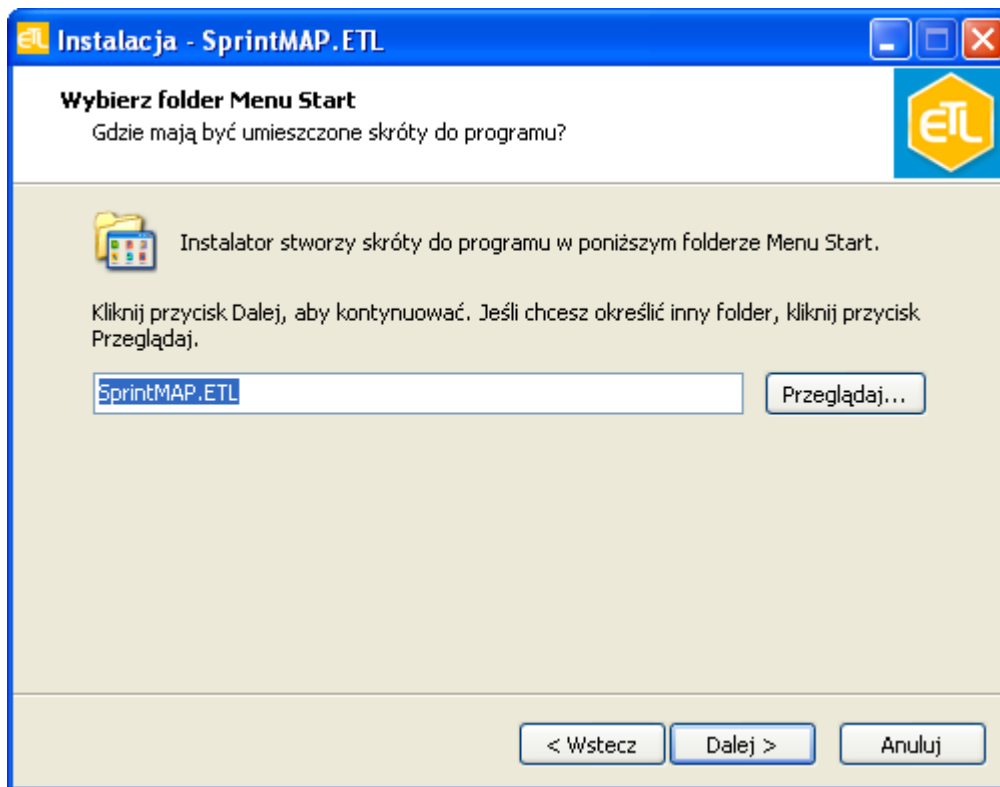 ETL Instalacja - SprintMAP.ETL
Wybierz folder Menu Start
Gdzie mają być umieszczone skróty do programu?
ETL
Instalator stworzy skróty do programu w poniższym folderze Menu Start.
Kliknij przycisk Dalej, aby kontynuować. Jeśli chcesz określić inny folder, kliknij przycisk
Przeglądaj.
SprintMAP.ETL Przeglądaj...
< Wstecz Dalej > Anuluj